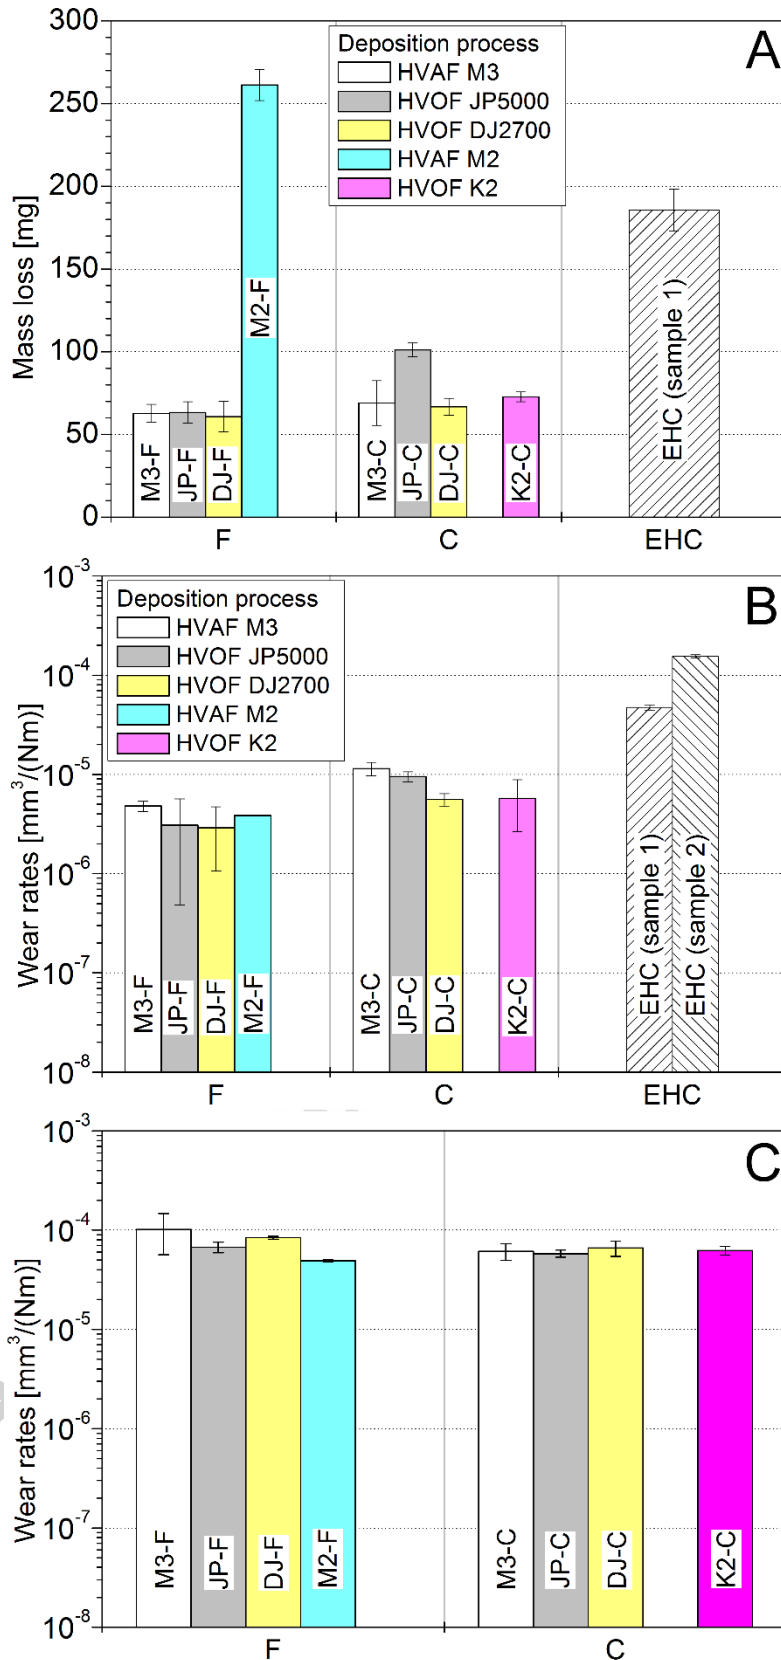 A
Deposition process
HVAF M3
HVOF JP5000
HVOF DJ2700
HVAF M2
HVOF K2
Mass loss [mg]
300
250
200
150
100
50
0
M3-F
JP-F
DJ-F
M2-F
M3-C
JP-C
DJ-C
K2-C
EHC (sample 1)
F
C
EHC
B
Deposition process
HVAF M3
HVOF JP5000
HVOF DJ2700
HVAF M2
HVOF K2
Wear rates [mm³/(Nm)]
10⁻³
10⁻⁴
10⁻⁵
10⁻⁶
10⁻⁷
10⁻⁸
M3-F
JP-F
DJ-F
M2-F
M3-C
JP-C
DJ-C
K2-C
EHC (sample 1)
EHC (sample 2)
F
C
EHC
C
Wear rates [mm³/(Nm)]
10⁻³
10⁻⁴
10⁻⁵
10⁻⁶
10⁻⁷
10⁻⁸
M3-F
JP-F
DJ-F
M2-F
M3-C
JP-C
DJ-C
K2-C
F
C